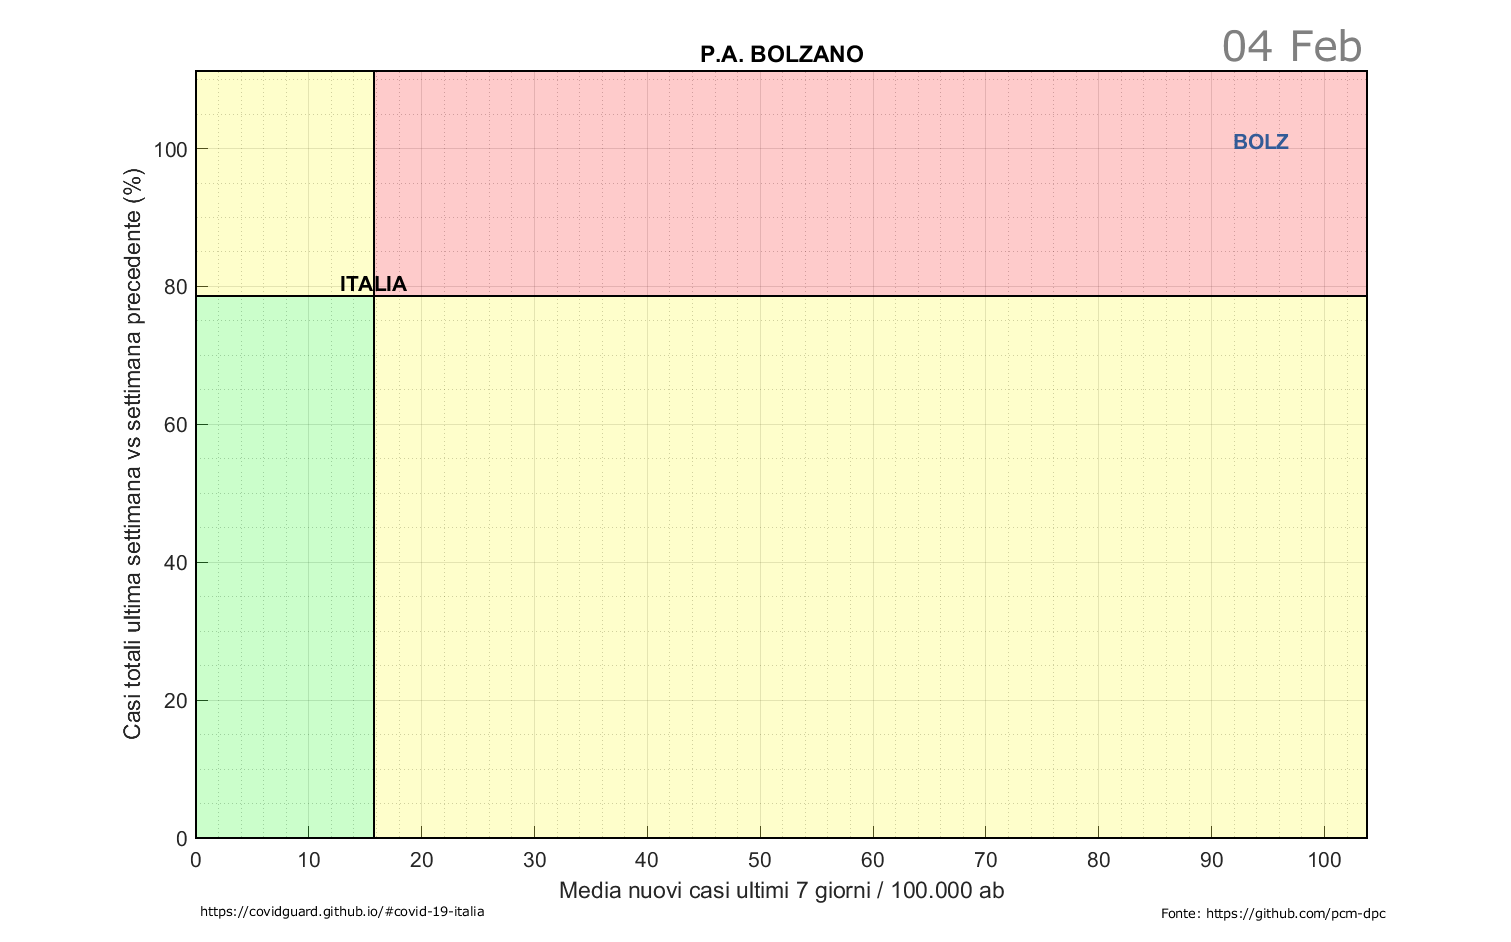 04 Feb
P.A. BOLZANO
BOLZ
ITALIA
Casi totali ultima settimana vs settimana precedente (%)
100
80
60
40
20
0
0 10 20 30 40 50 60 70 80 90 100
Media nuovi casi ultimi 7 giorni / 100.000 ab
https://covidguard.github.io/#covid-19-italia
Fonte: https://github.com/pcm-dpc